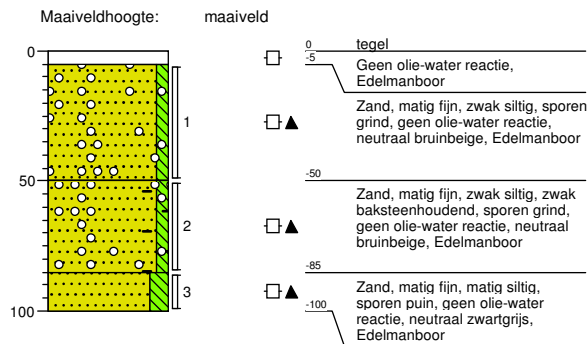 Maaiveldhoogte: maaiveld
0
50
100
1
2
3
0
tegel
-5
Geen olie-water reactie,
Edelmanboor
Zand, matig fijn, zwak siltig, sporen
grind, geen olie-water reactie,
neutraal bruinbeige, Edelmanboor
-50
Zand, matig fijn, zwak siltig, zwak
baksteenhoudend, sporen grind,
geen olie-water reactie, neutraal
bruinbeige, Edelmanboor
-85
Zand, matig fijn, matig siltig,
sporen puin, geen olie-water
reactie, neutraal zwartgrijs,
Edelmanboor
-100